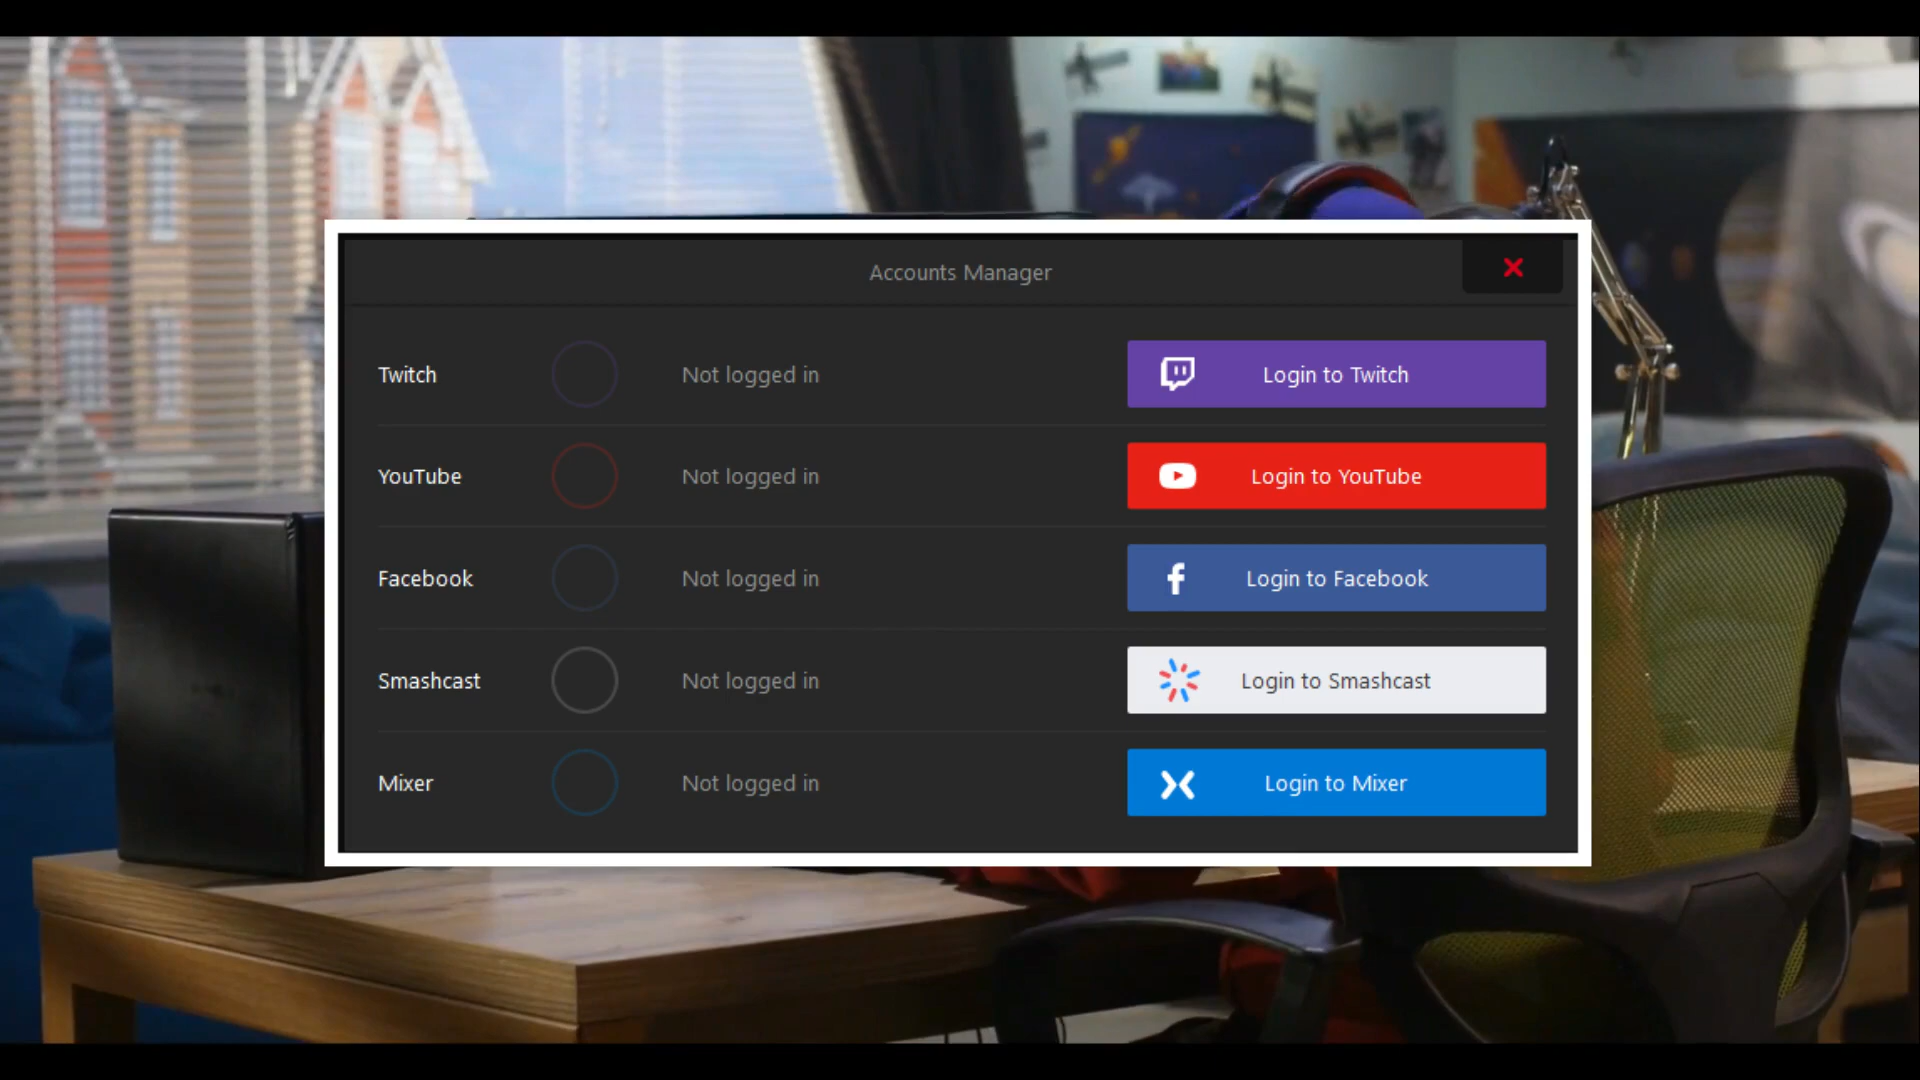 Accounts Manager
Twitch Not logged in Login to Twitch
YouTube Not logged in Login to YouTube
Facebook Not logged in Login to Facebook
Smashcast Not logged in Login to Smashcast
Mixer Not logged in Login to Mixer